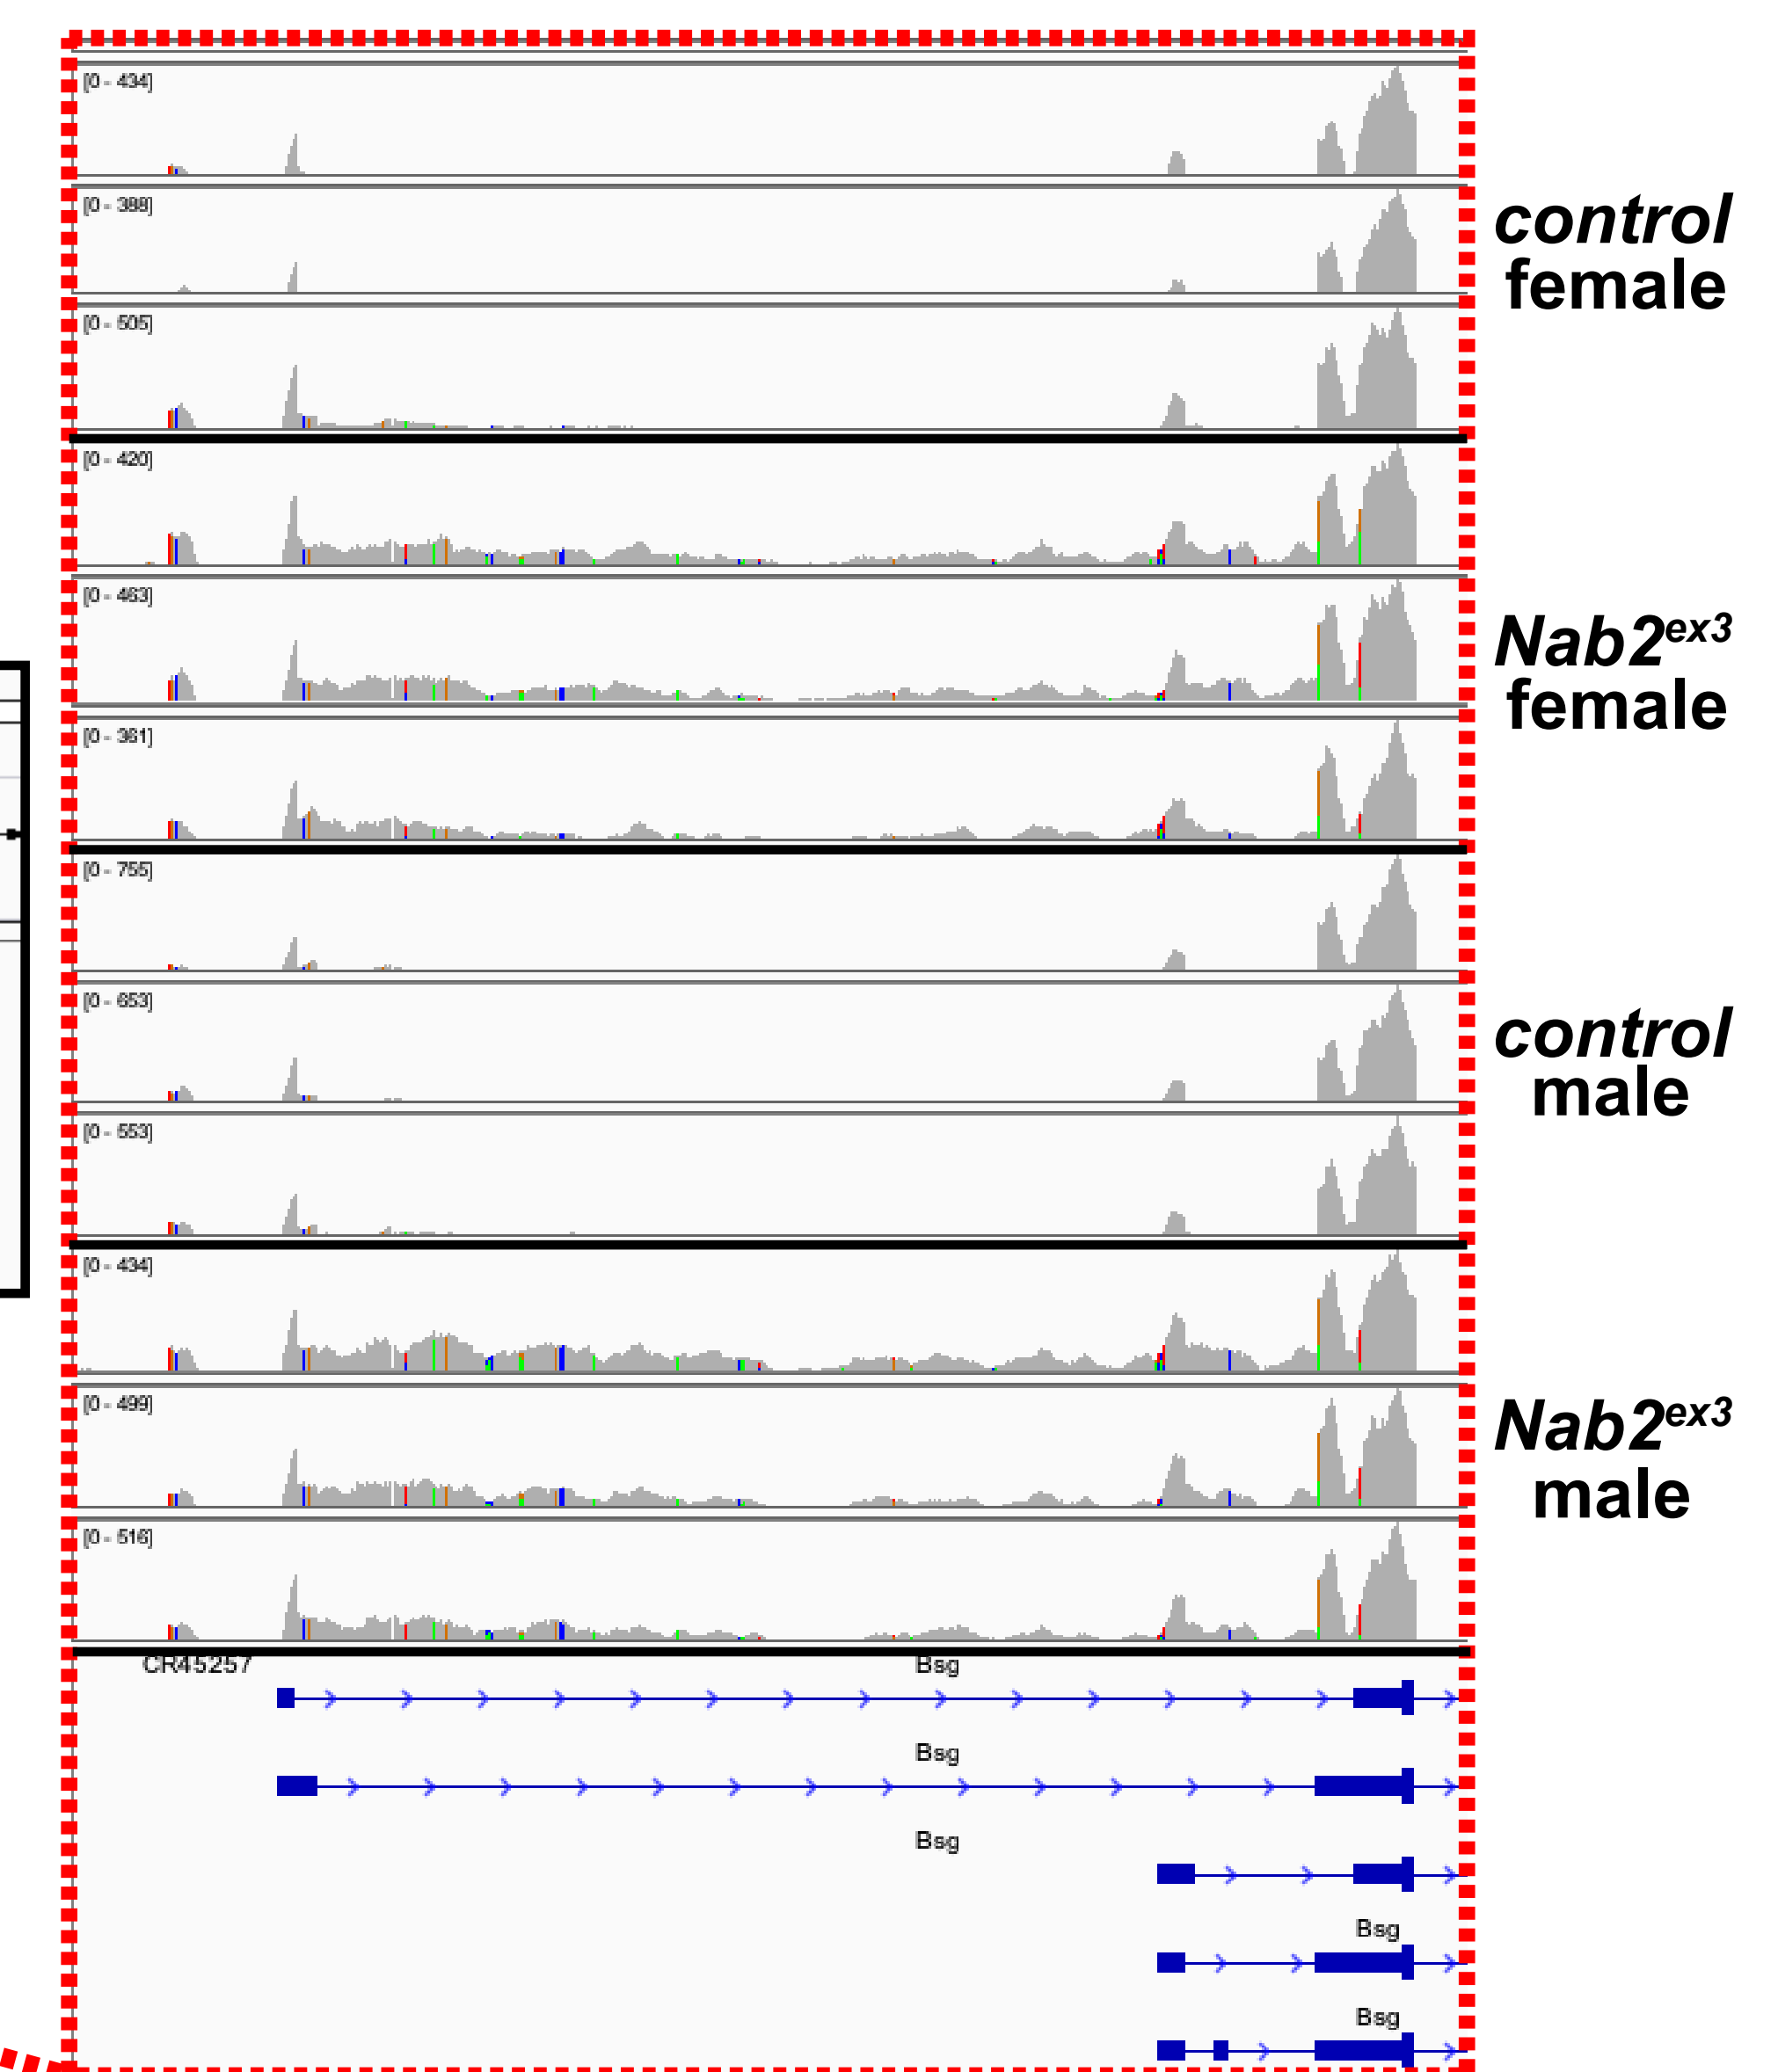 [0 - 434]
[0 - 388]
control
female
[0 - 505]
[0 - 420]
[0 - 463]
Nab2ex3
female
[0 - 381]
[0 - 755]
[0 - 653]
control
male
[0 - 553]
[0 - 434]
[0 - 499]
Nab2ex3
male
[0 - 516]
CR45257 Bsg
Bsg
Bsg
Bsg
Bsg